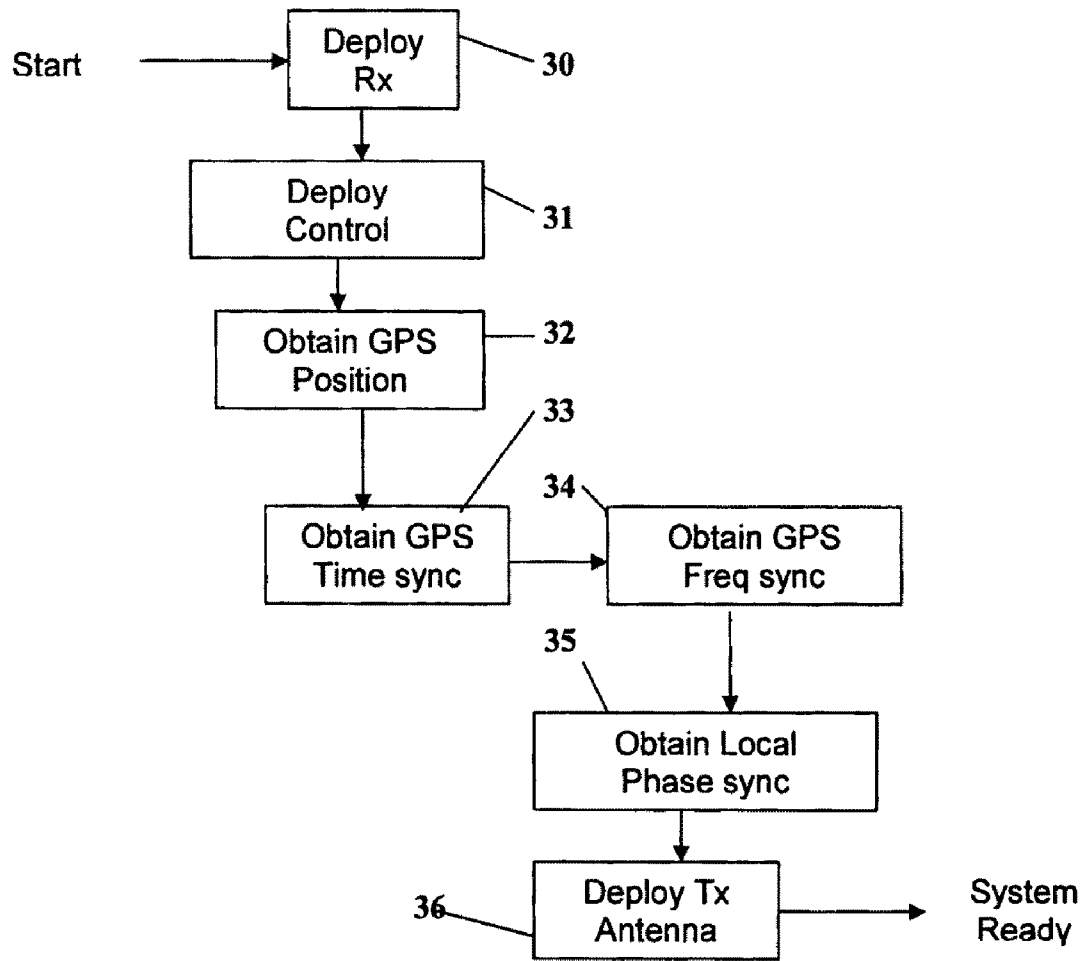 Start
Deploy
Rx
30
Deploy
Control
31
Obtain GPS
Position
32
33
Obtain GPS
Time sync
34
Obtain GPS
Freq sync
35
Obtain Local
Phase sync
36
Deploy Tx
Antenna
System
Ready